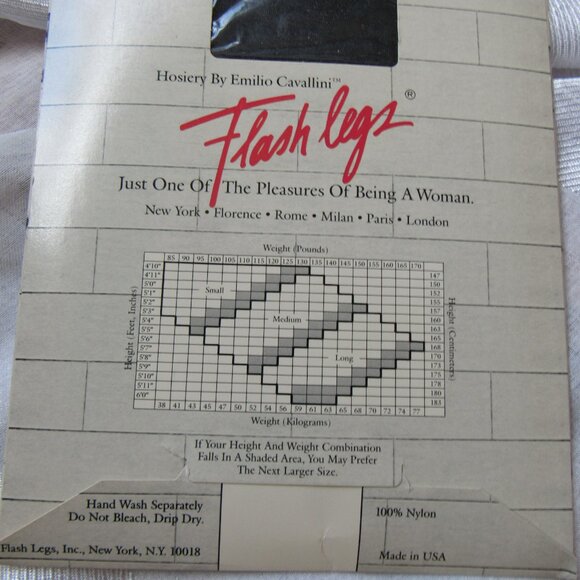 Hosiery By Emilio Cavallini™
Flash legs ®
Just One Of The Pleasures Of Being A Woman.
New York • Florence • Rome • Milan • Paris • London
Weight (Pounds)
85 90 95 100 105 110 115 120 125 130 135 140 145 150 155 160 165 170
Height (Feet, Inches)
4'10" 147
4'11" 150
5'0" 152
5'1" 155
5'2" 157
5'3" 160
5'4" 163
5'5" 165
5'6" 168
5'7" 170
5'8" 173
5'9" 175
5'10" 178
5'11" 180
6'0" 183
Small
Medium
Long
Height (Centimeters)
38 41 43 45 47 50 52 54 56 59 61 63 65 68 70 72 74 77
Weight (Kilograms)
If Your Height And Weight Combination
Falls In A Shaded Area, You May Prefer
The Next Larger Size.
Hand Wash Separately
Do Not Bleach, Drip Dry.
100% Nylon
Flash Legs, Inc., New York, N.Y. 10018
Made in USA